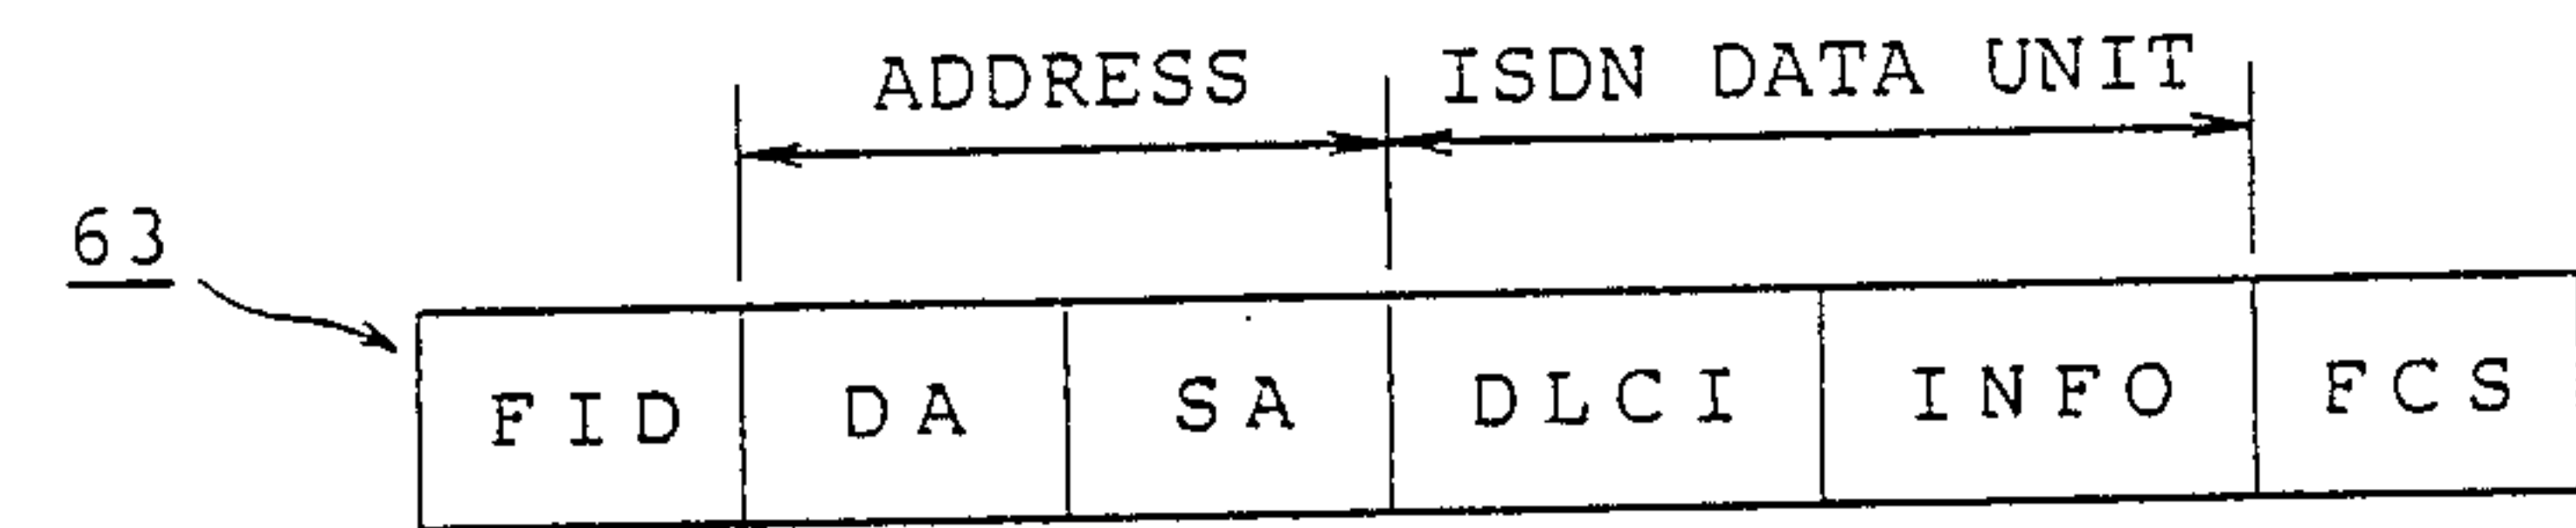 ADDRESS ISDN DATA UNIT
63
FID DA SA DLCI INFO FCS